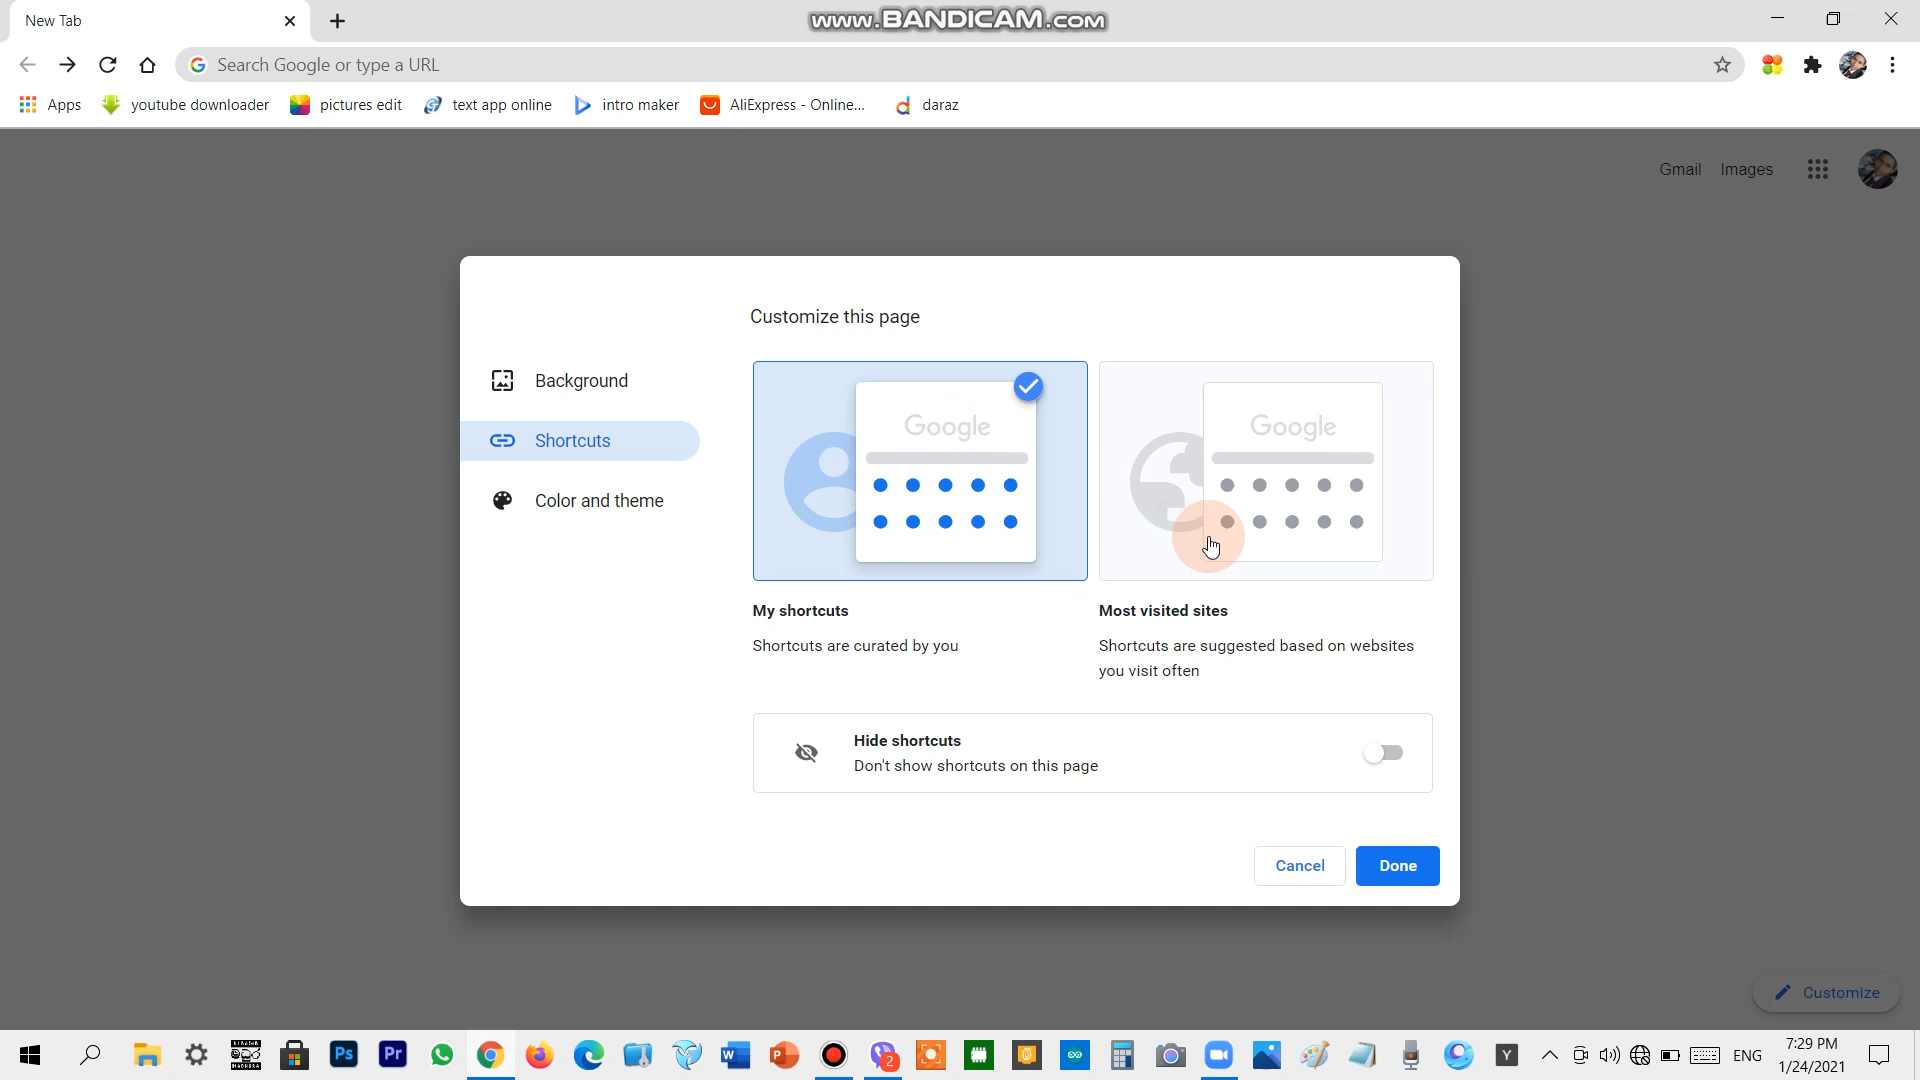 New Tab
www.BANDICAM.com
Search Google or type a URL
Apps
youtube downloader
pictures edit
text app online
intro maker
AliExpress - Online...
daraz
Gmail
Images
Customize this page
Background
Shortcuts
Color and theme
Google
Google
My shortcuts
Shortcuts are curated by you
Most visited sites
Shortcuts are suggested based on websites
you visit often
Hide shortcuts
Don't show shortcuts on this page
Cancel
Done
Customize
Ps
Pr
W
P
2
Y
ENG
7:29 PM
1/24/2021